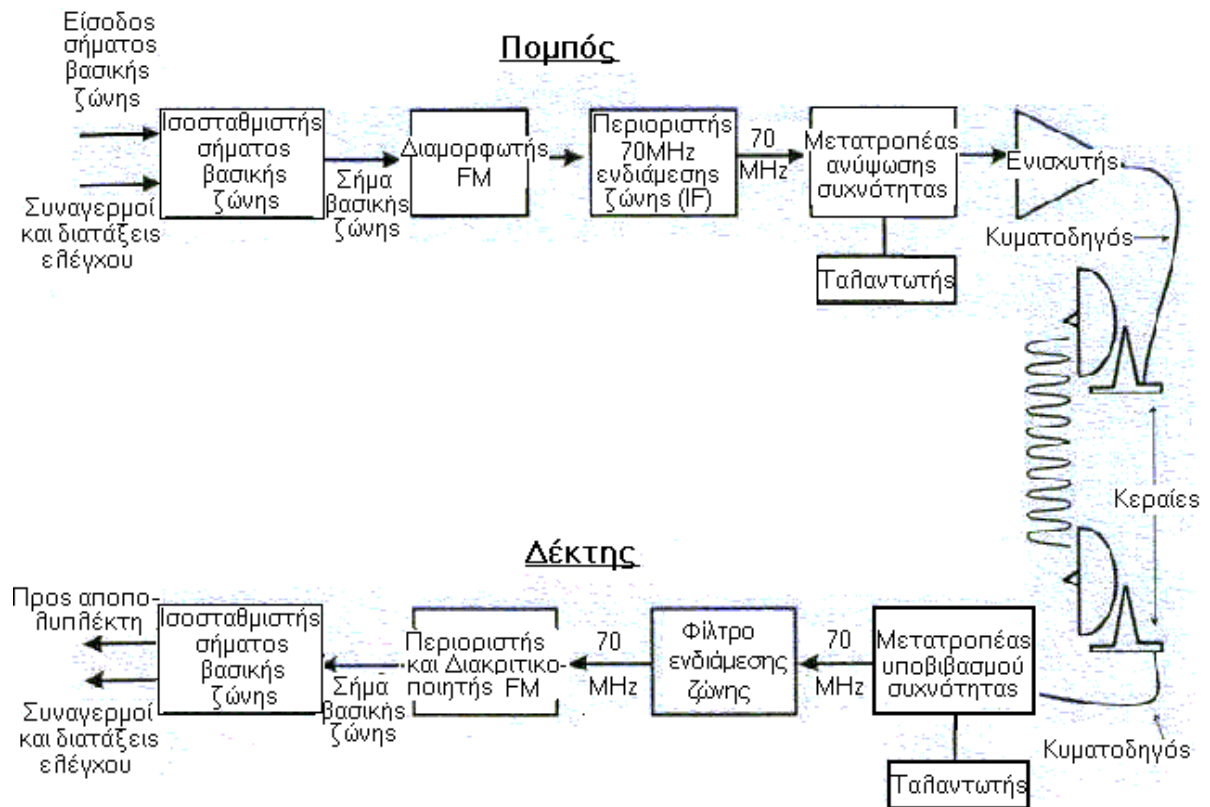 Είσοδος
σήματος
βασικής
ζώνης
Πομπός
Ισοσταθμιστής
σήματος
βασικής
ζώνης
Διαμορφωτής
FM
Περιοριστής
70MHz
ενδιάμεσης
ζώνης (IF)
70
MHz
Μετατροπέας
ανύψωσης
συχνότητας
Ενισχυτής
Σήμα
βασικής
ζώνης
Συναγερμοί
και διατάξεις
ελέγχου
Ταλαντωτής
Κυματοδηγός
Κεραίες
Δέκτης
Προς αποπο-
λυπλέκτη
Ισοσταθμιστής
σήματος
βασικής
ζώνης
Περιοριστής
και Διακριτικο-
ποιητής FM
70
MHz
Φίλτρο
ενδιάμεσης
ζώνης
70
MHz
Μετατροπέας
υποβιβασμού
συχνότητας
Σήμα
βασικής
ζώνης
Συναγερμοί
και διατάξεις
ελέγχου
Κυματοδηγός
Ταλαντωτής